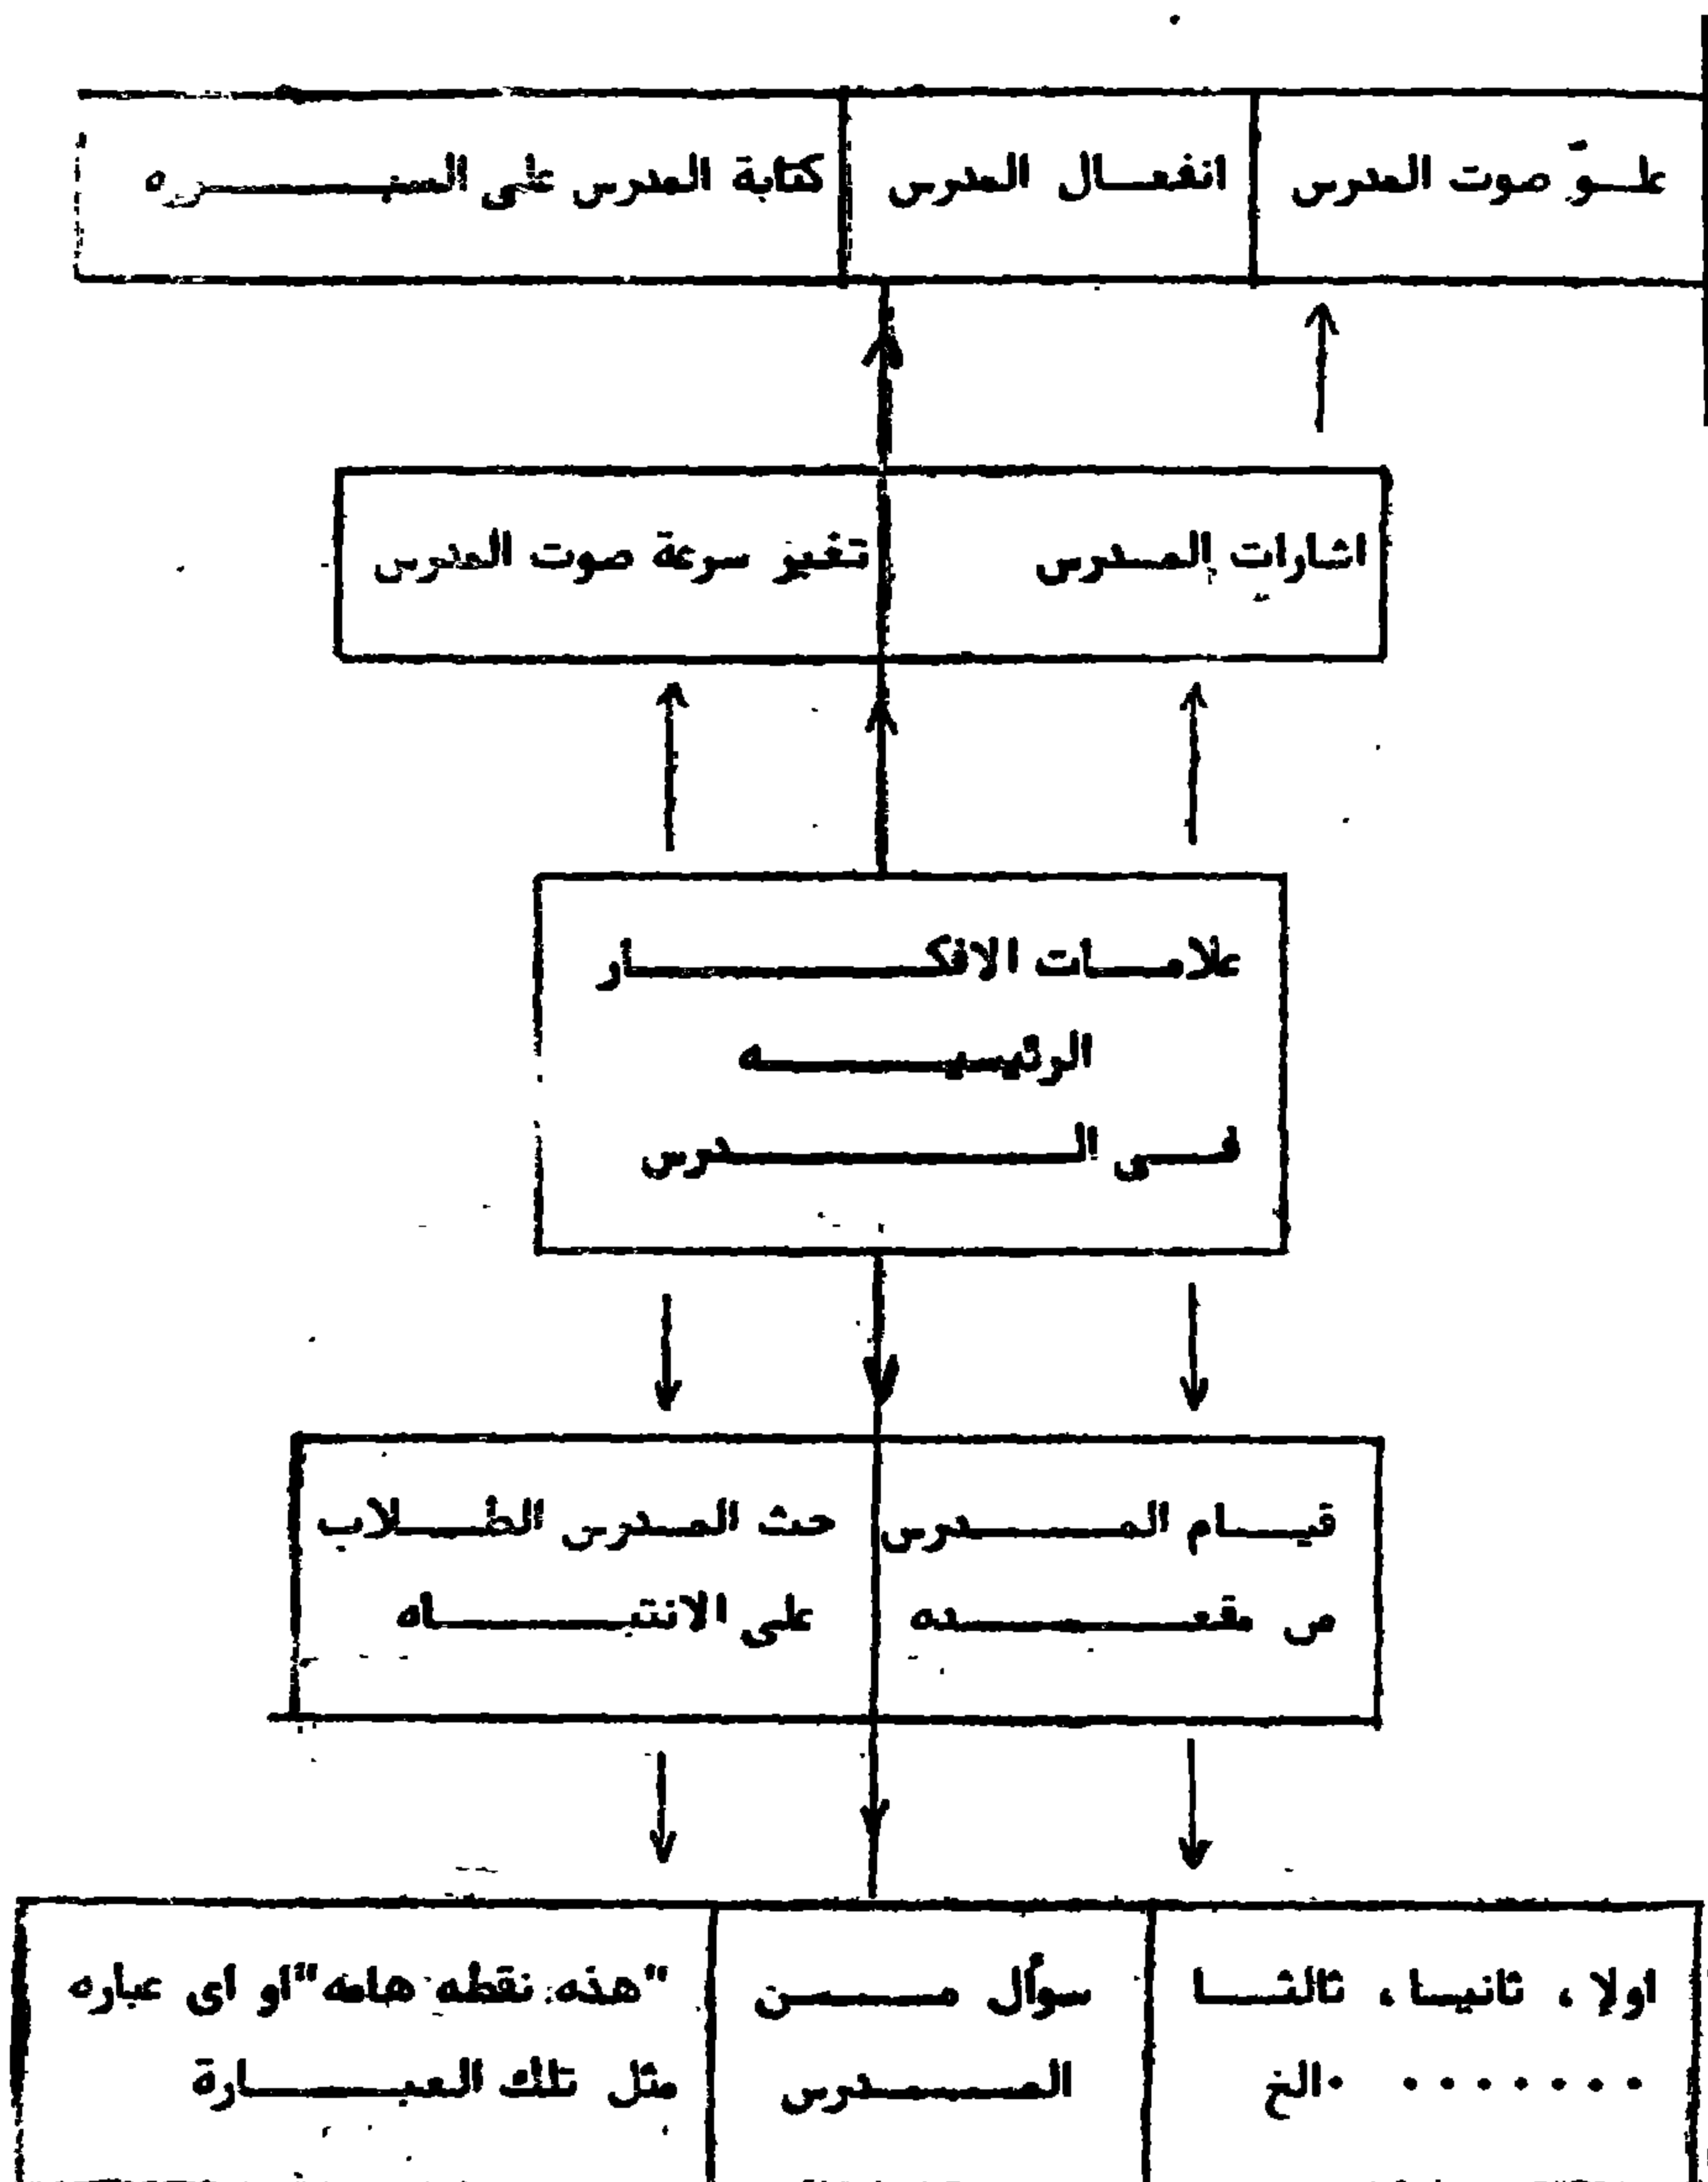 علو صوت المدرس
انفعال المدرس
كتابة المدرس على السبوره
اشارات المدرس
تغير سرعة صوت المدرس
علامات الافكار
الرئيسيه
في الدرس
قيام المدرس
من مقعده
حث المدرس الطلاب
على الانتباه
اولا، ثانيا، ثالثا
....... الخ
سوأل من
المدرس
"هذه نقطه هامه" او اى عباره
مثل تلك العبارة